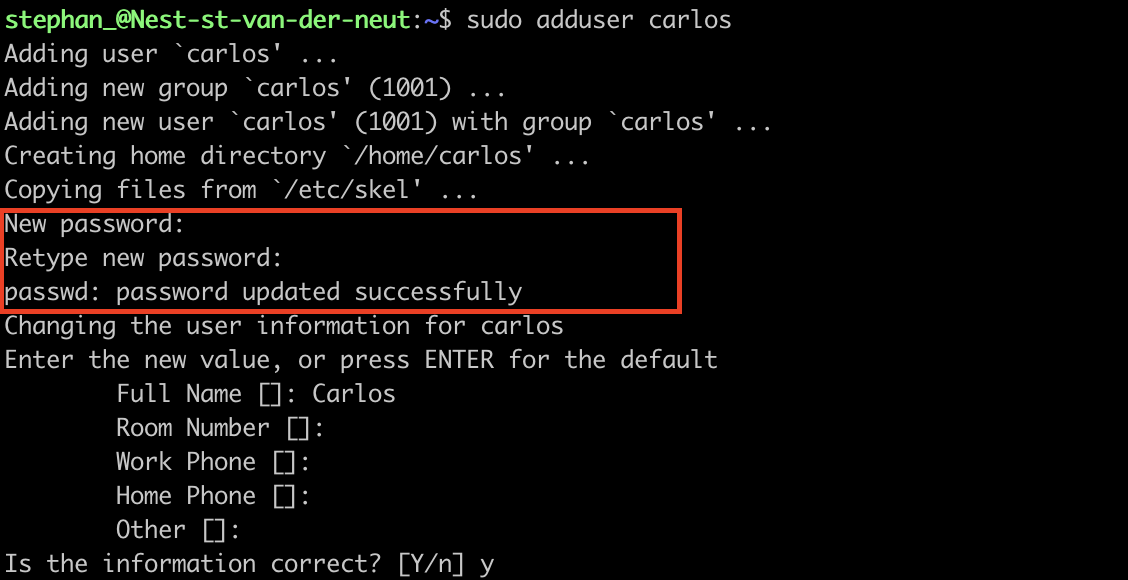 stephan_@Nest-st-van-der-neut:~$ sudo adduser carlos
Adding user `carlos' ...
Adding new group `carlos' (1001) ...
Adding new user `carlos' (1001) with group `carlos' ...
Creating home directory `/home/carlos' ...
Copying files from `/etc/skel' ...
New password:
Retype new password:
passwd: password updated successfully
Changing the user information for carlos
Enter the new value, or press ENTER for the default
Full Name []: Carlos
Room Number []:
Work Phone []:
Home Phone []:
Other []:
Is the information correct? [Y/n] y